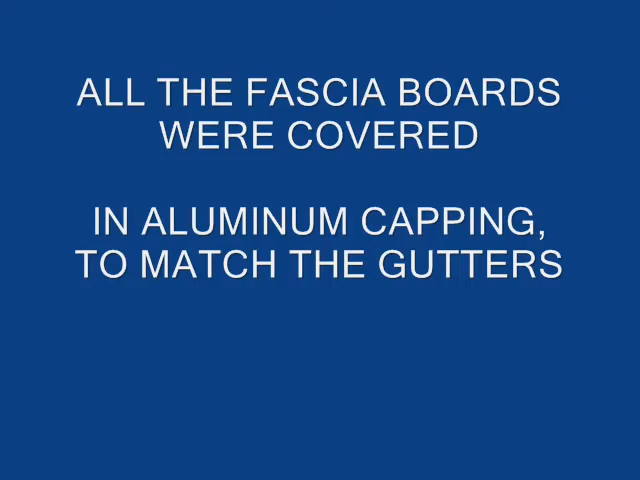 ALL THE FASCIA BOARDS
WERE COVERED
IN ALUMINUM CAPPING,
TO MATCH THE GUTTERS